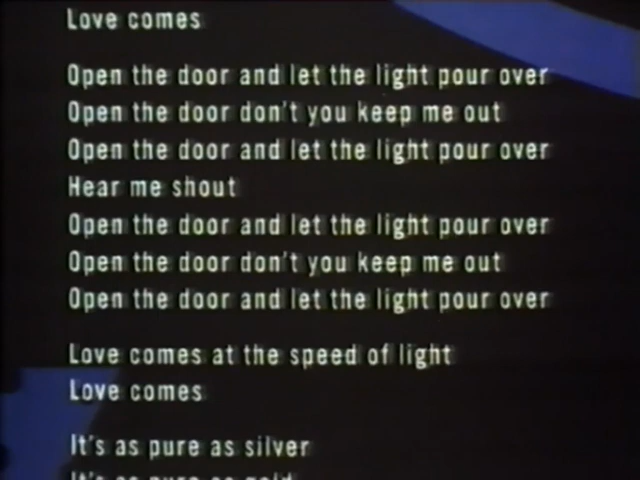 Love comes
Open the door and let the light pour over
Open the door don't you keep me out
Open the door and let the light pour over
Hear me shout
Open the door and let the light pour over
Open the door don't you keep me out
Open the door and let the light pour over
Love comes at the speed of light
Love comes
It's as pure as silver
It's as pure as gold